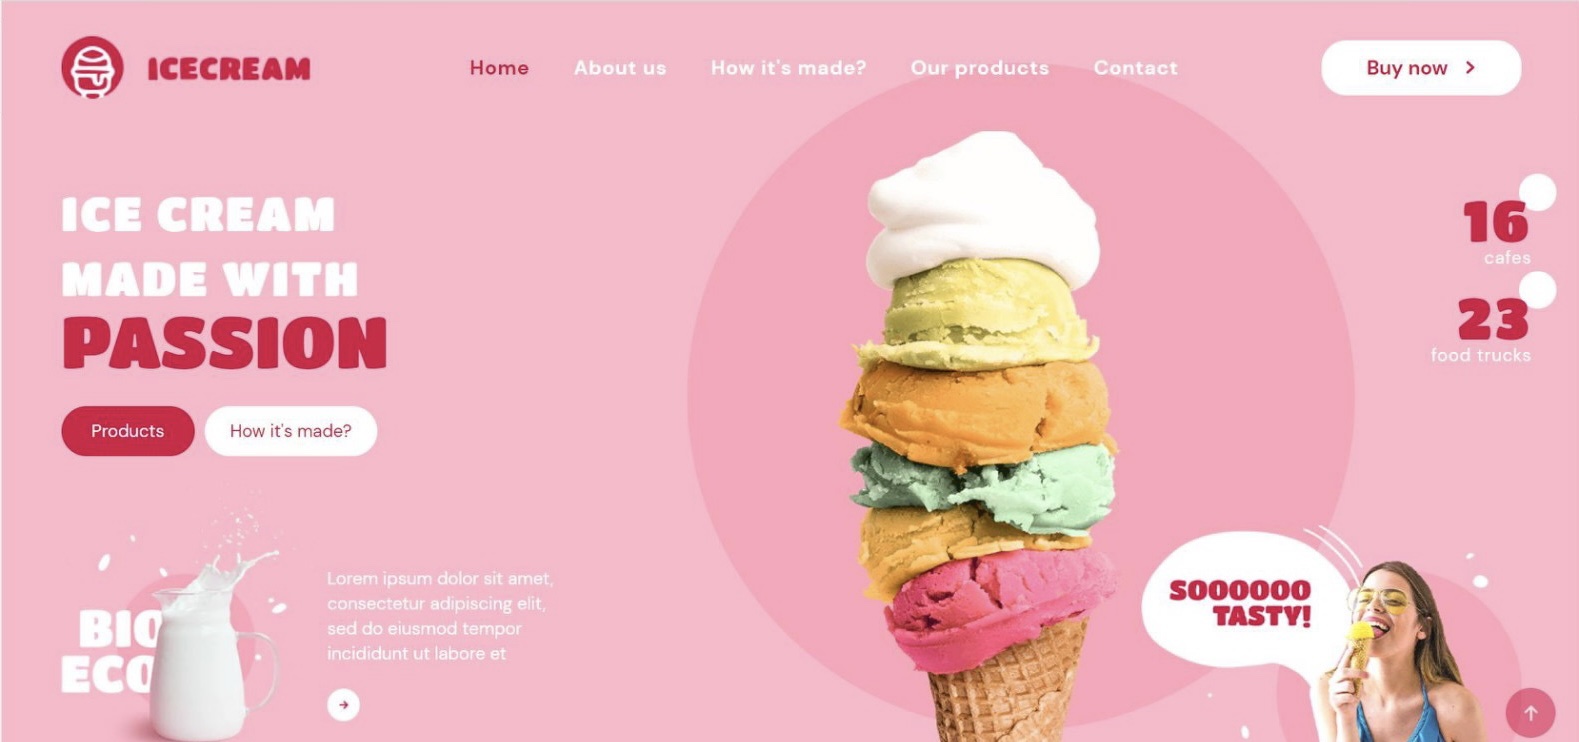 ICECREAM
Home
About us
How it's made?
Our products
Contact
Buy now
ICE CREAM
MADE WITH
PASSION
Products
How it's made?
16
cafes
23
food trucks
BIO
ECO
Lorem ipsum dolor sit amet,
consectetur adipiscing elit,
sed do eiusmod tempor
incididunt ut labore et
SOOOOOO
TASTY!